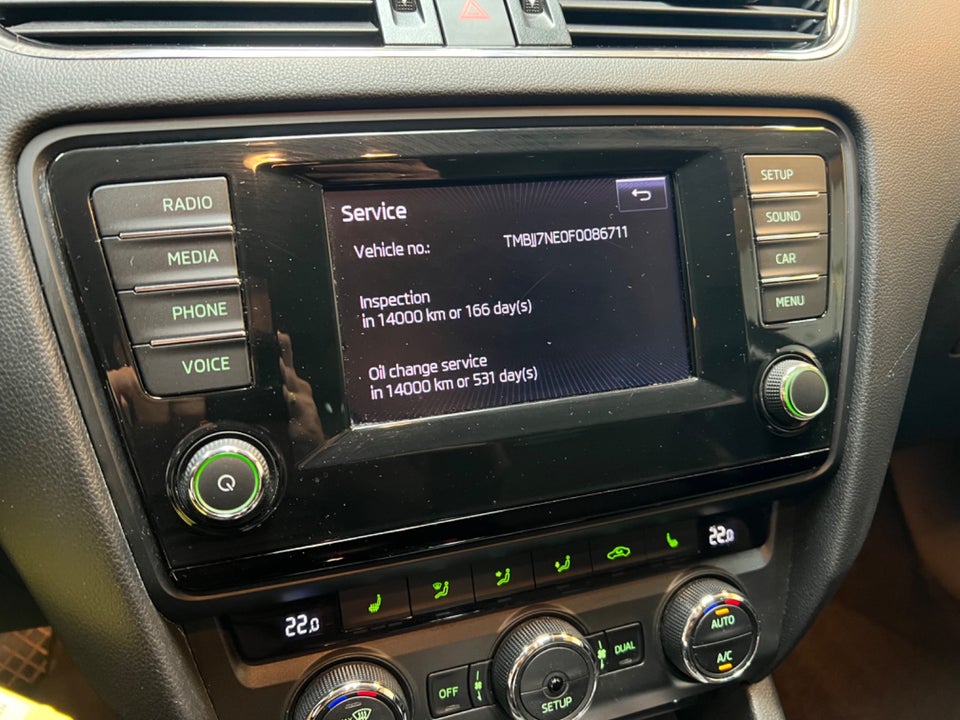 RADIO
MEDIA
PHONE
VOICE
Service
Vehicle no.: TMBJJ7NE0F0086711
Inspection
in 14000 km or 166 day(s)
Oil change service
in 14000 km or 531 day(s)
SETUP
SOUND
CAR
MENU
22.0
22.0
OFF
SETUP
DUAL
AUTO
A/C